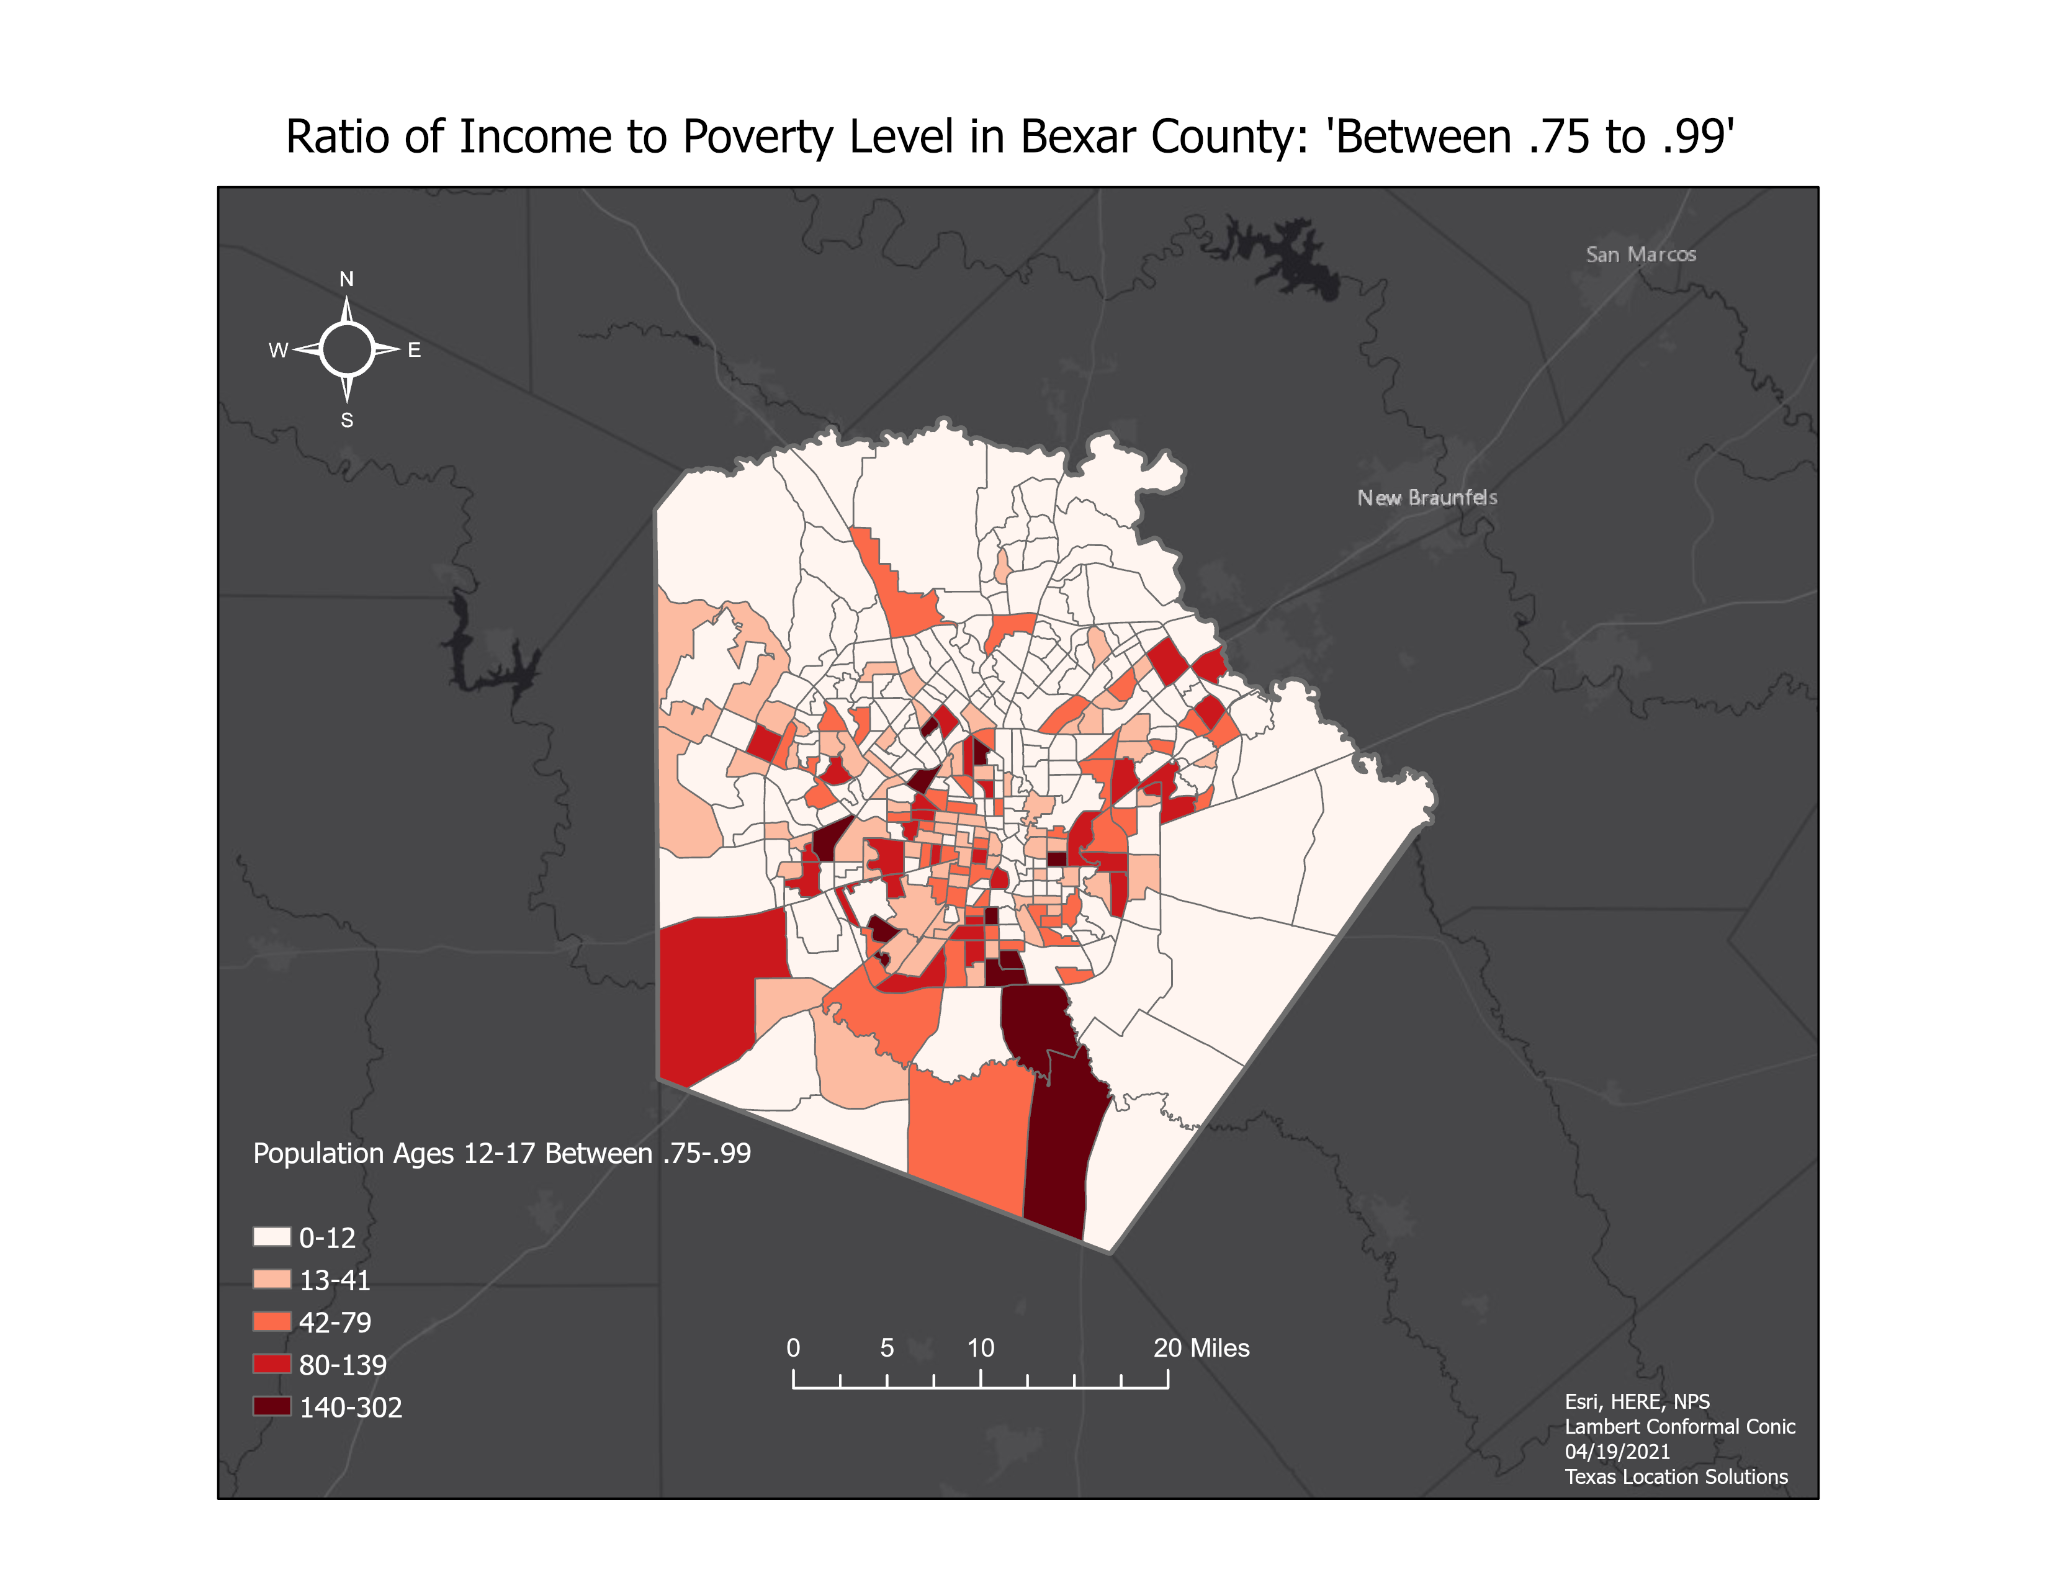 Ratio of Income to Poverty Level in Bexar County: 'Between .75 to .99'
San Marcos
N
W E
S
New Braunfels
Population Ages 12-17 Between .75-.99
0-12
13-41
42-79
80-139
140-302
0 5 10 20 Miles
Esri, HERE, NPS
Lambert Conformal Conic
04/19/2021
Texas Location Solutions